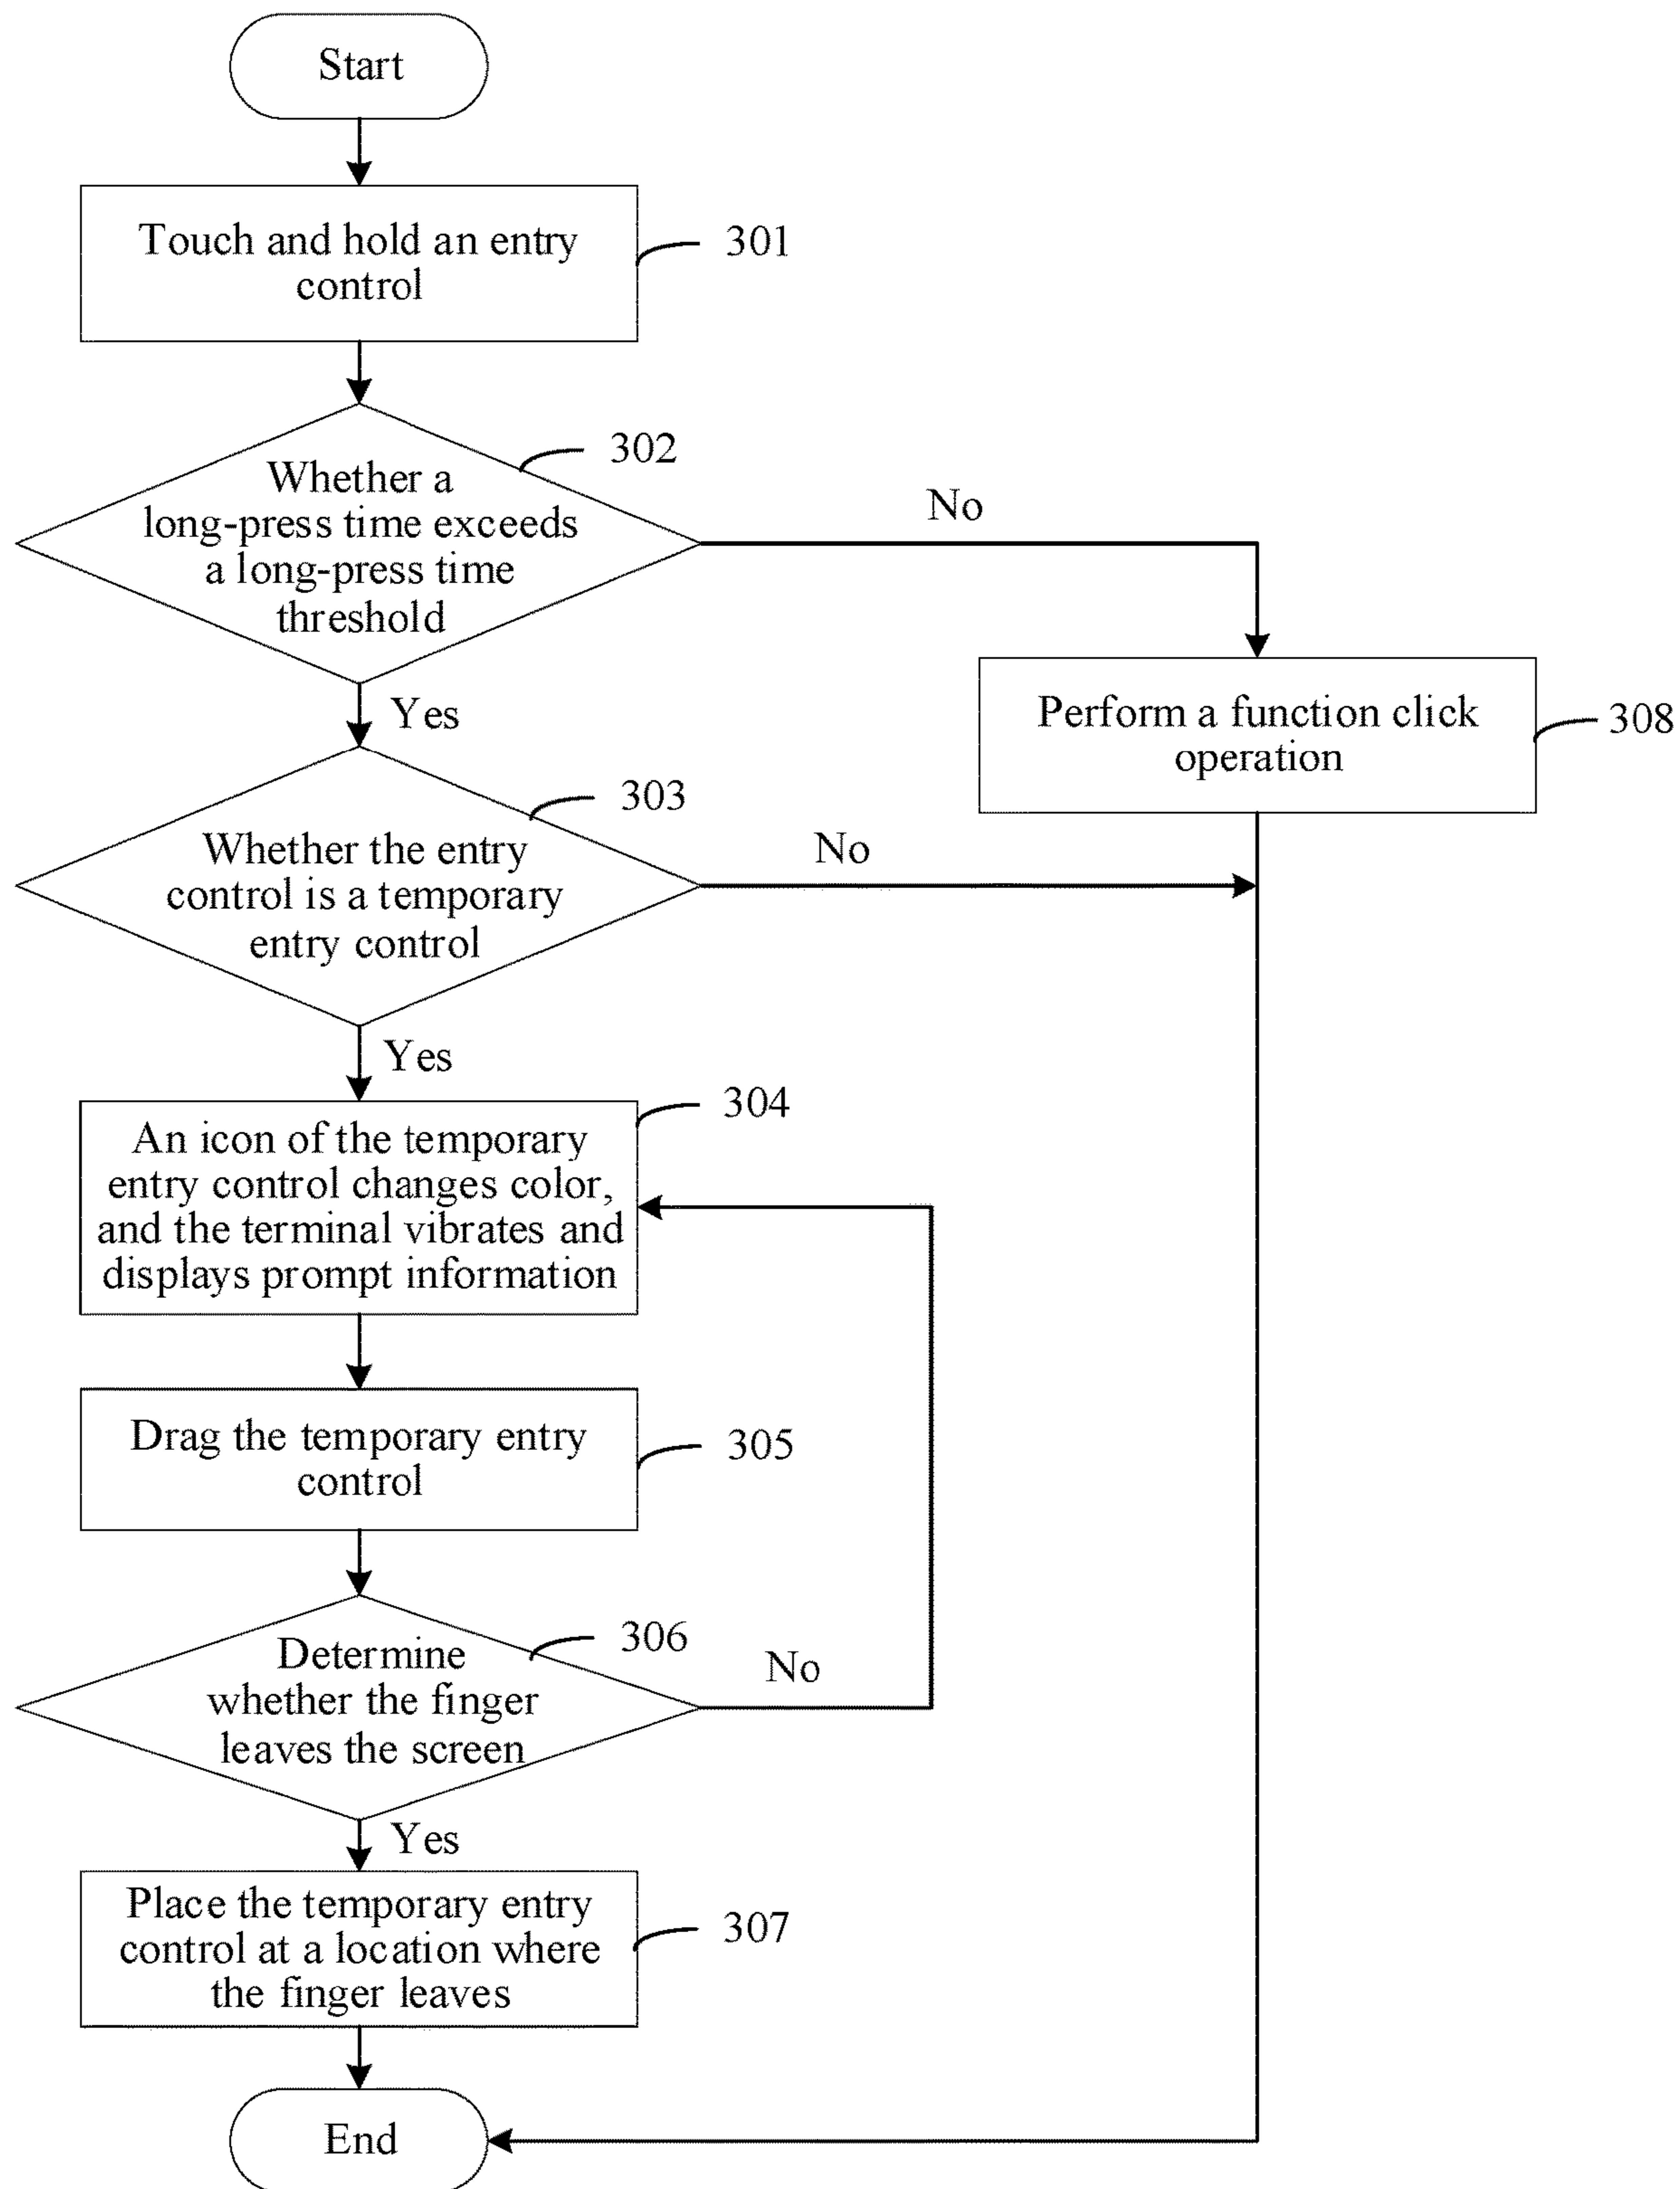 Start
Touch and hold an entry
control
301
302
Whether a
long-press time exceeds
a long-press time
threshold
No
Yes
Perform a function click
operation
308
303
Whether the entry
control is a temporary
entry control
No
Yes
304
An icon of the temporary
entry control changes color,
and the terminal vibrates and
displays prompt information
Drag the temporary entry
control
305
306
Determine
whether the finger
leaves the screen
No
Yes
Place the temporary entry
control at a location where
the finger leaves
307
End